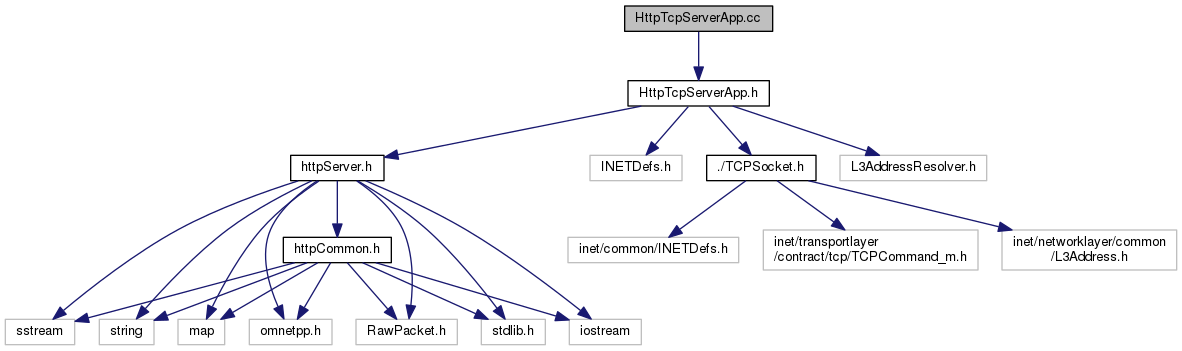 HttpTcpServerApp.cc
HttpTcpServerApp.h
httpServer.h
INETDefs.h
./TCPSocket.h
L3AddressResolver.h
httpCommon.h
inet/common/INETDefs.h
inet/transportlayer
/contract/tcp/TCPCommand_m.h
inet/networklayer/common
/L3Address.h
sstream
string
map
omnetpp.h
RawPacket.h
stdlib.h
iostream